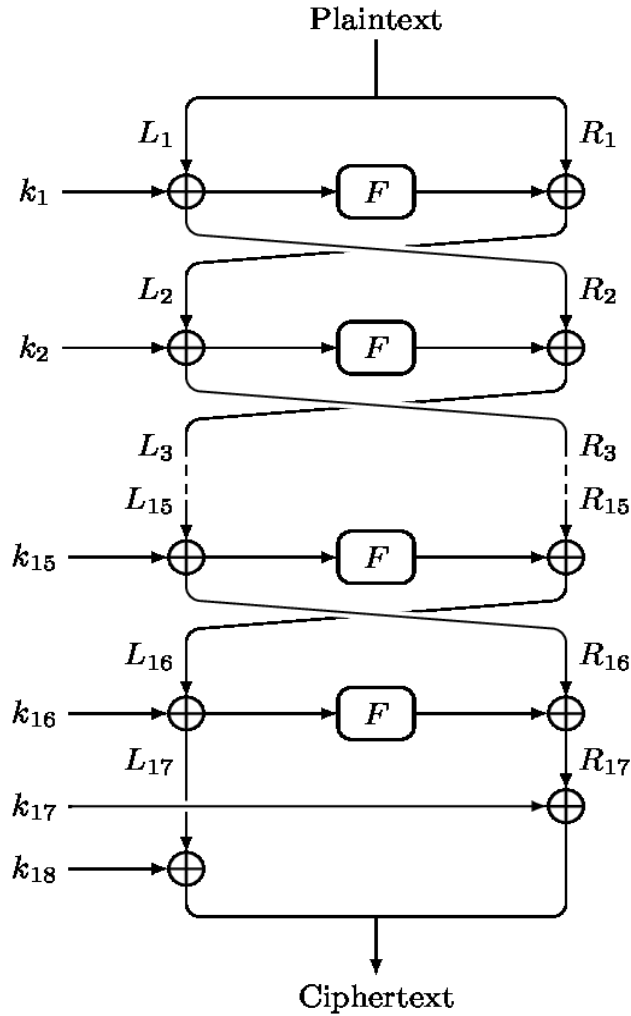 Plaintext
L₁ R₁
k₁ F
L₂ R₂
k₂ F
L₃ R₃
L₁₅ R₁₅
k₁₅ F
L₁₆ R₁₆
k₁₆ F
L₁₇ R₁₇
k₁₇
k₁₈
Ciphertext